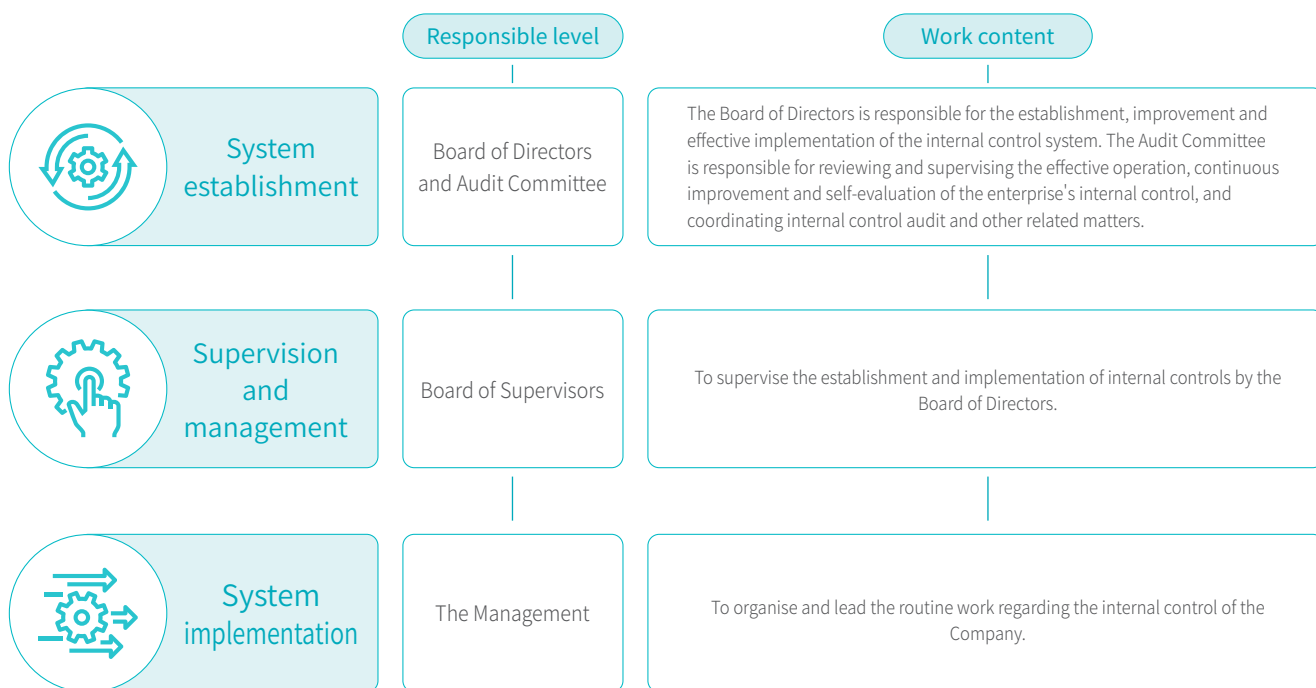 Responsible level
Work content
System
establishment
Board of Directors
and Audit Committee
The Board of Directors is responsible for the establishment, improvement and
effective implementation of the internal control system. The Audit Committee
is responsible for reviewing and supervising the effective operation, continuous
improvement and self-evaluation of the enterprise's internal control, and
coordinating internal control audit and other related matters.
Supervision
and
management
Board of Supervisors
To supervise the establishment and implementation of internal controls by the
Board of Directors.
System
implementation
The Management
To organise and lead the routine work regarding the internal control of the
Company.